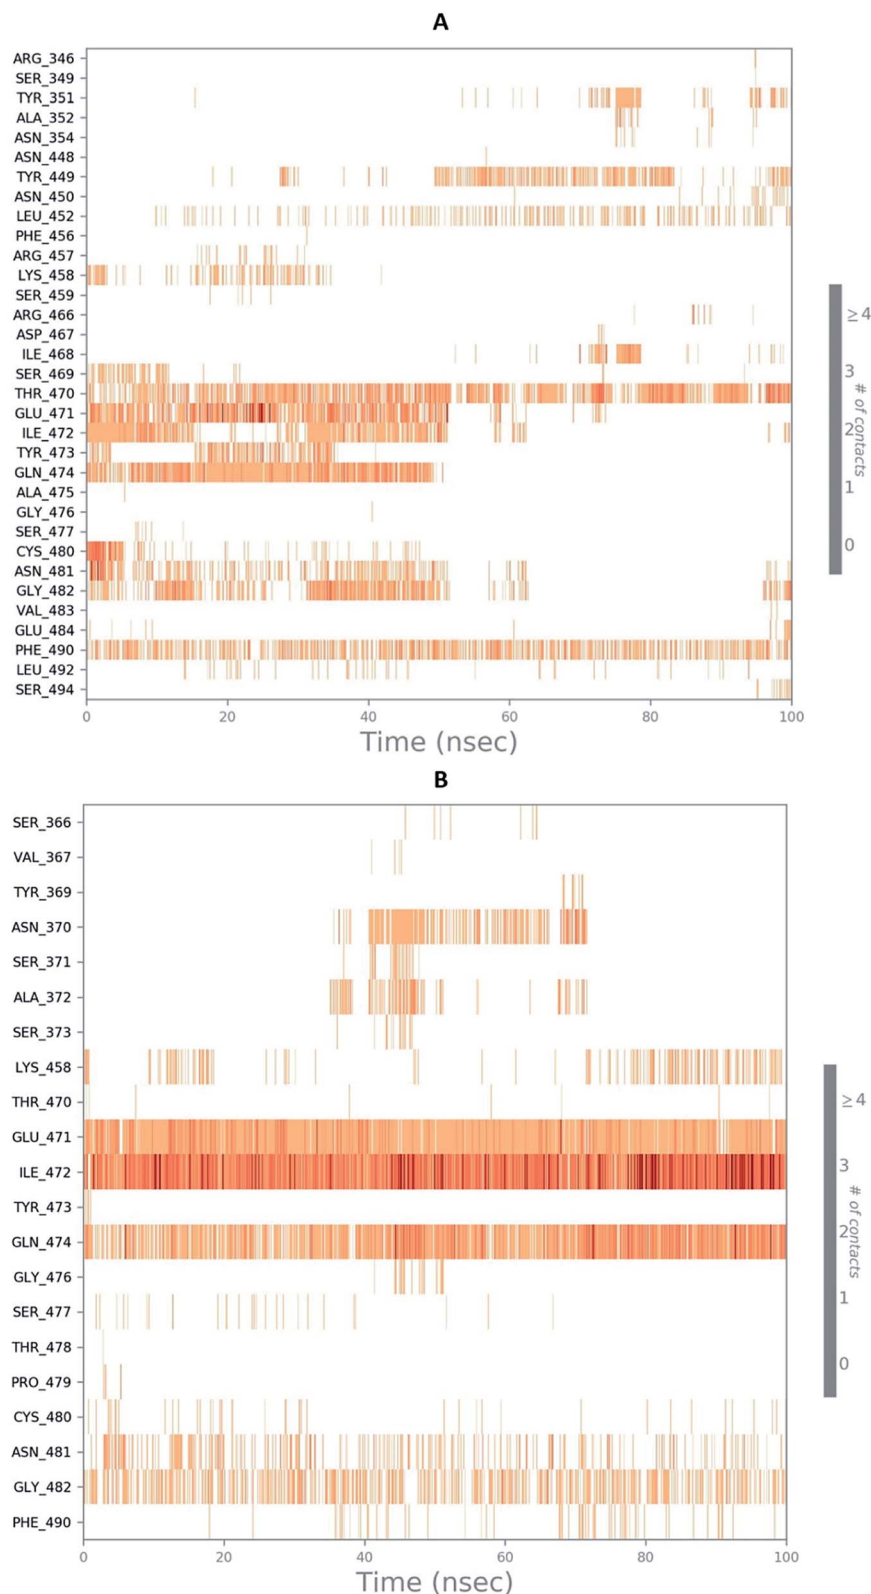 A
ARG_346
SER_349
TYR_351
ALA_352
ASN_354
ASN_448
TYR_449
ASN_450
LEU_452
PHE_456
ARG_457
LYS_458
SER_459
ARG_466
ASP_467
ILE_468
SER_469
THR_470
GLU_471
ILE_472
TYR_473
GLN_474
ALA_475
GLY_476
SER_477
CYS_480
ASN_481
GLY_482
VAL_483
GLU_484
PHE_490
LEU_492
SER_494
0 20 40 60 80 100
Time (nsec)
≥4
3
2
1
0
# of contacts
B
SER_366
VAL_367
TYR_369
ASN_370
SER_371
ALA_372
SER_373
LYS_458
THR_470
GLU_471
ILE_472
TYR_473
GLN_474
GLY_476
SER_477
THR_478
PRO_479
CYS_480
ASN_481
GLY_482
PHE_490
0 20 40 60 80 100
Time (nsec)
≥4
3
2
1
0
# of contacts